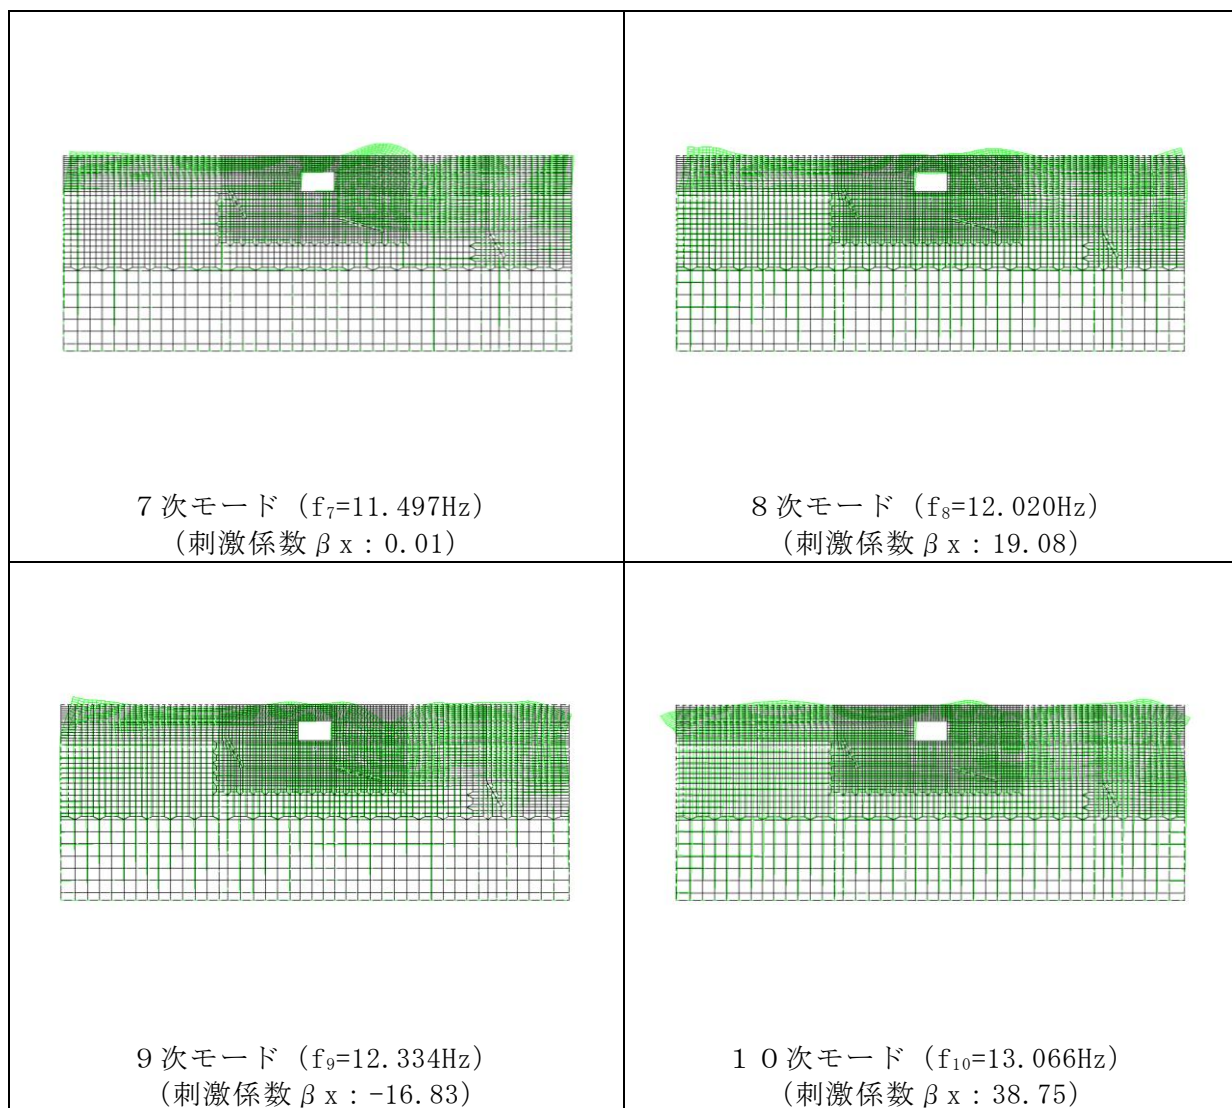 7次モード（f₇=11.497Hz）
（刺激係数βx：0.01）
8次モード（f₈=12.020Hz）
（刺激係数βx：19.08）
9次モード（f₉=12.334Hz）
（刺激係数βx：-16.83）
10次モード（f₁₀=13.066Hz）
（刺激係数βx：38.75）